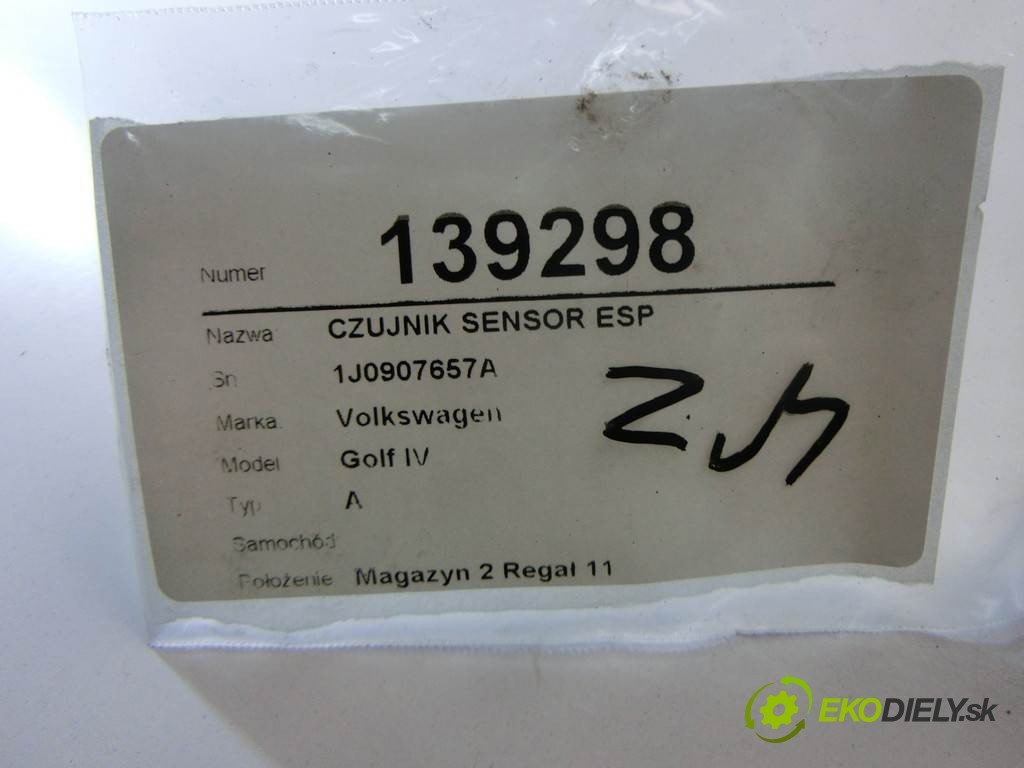 Numer 139298
Nazwa CZUJNIK SENSOR ESP
Sn 1J0907657A
Marka Volkswagen
Model Golf IV
Typ A
Samochód
Położenie Magazyn 2 Regał 11
EKODIELY.sk